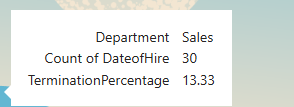 Department Sales
Count of DateofHire 30
TerminationPercentage 13.33